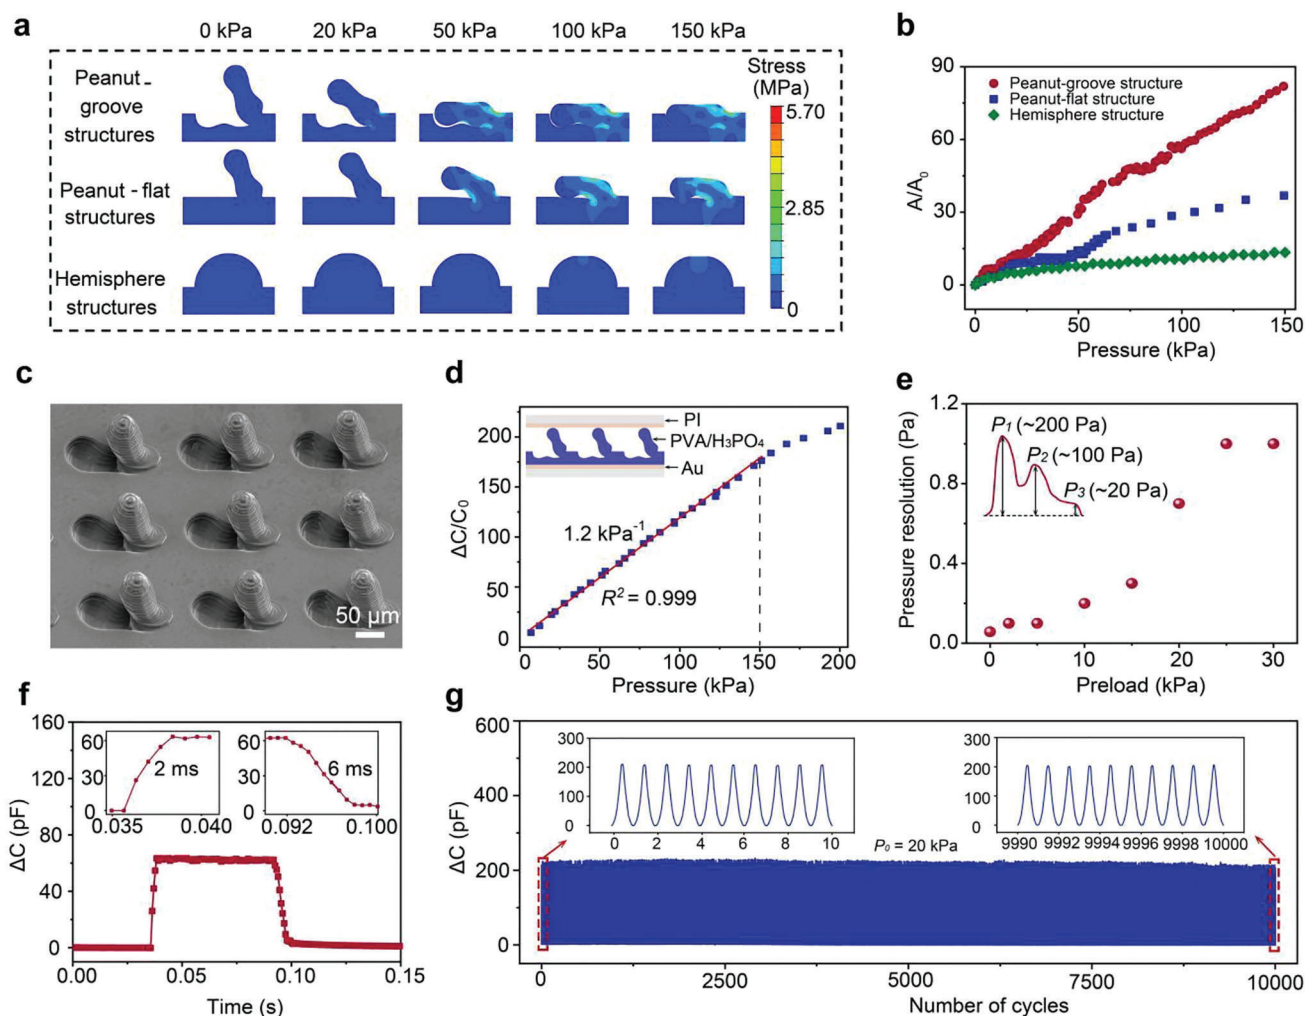 a
0 kPa 20 kPa 50 kPa 100 kPa 150 kPa
Peanut -
groove
structures
Peanut - flat
structures
Hemisphere
structures
Stress
(MPa)
5.70
2.85
0
b
A/A0
90
60
30
0
Peanut-groove structure
Peanut-flat structure
Hemisphere structure
0 50 100 150
Pressure (kPa)
c
50 µm
d
ΔC/C0
200
150
100
50
0
PI
PVA/H3PO4
Au
1.2 kPa-1
R2 = 0.999
0 50 100 150 200
Pressure (kPa)
e
Pressure resolution (Pa)
1.2
0.8
0.4
0.0
P1 (~200 Pa)
P2 (~100 Pa)
P3 (~20 Pa)
0 10 20 30
Preload (kPa)
f
ΔC (pF)
160
120
80
40
0
60
30
0
2 ms
0.035 0.040
60
30
0
6 ms
0.092 0.100
0.00 0.05 0.10 0.15
Time (s)
g
ΔC (pF)
600
400
200
0
300
200
100
0
0 2 4 6 8 10
P0 = 20 kPa
300
200
100
0
9990 9992 9994 9996 9998 10000
0 2500 5000 7500 10000
Number of cycles